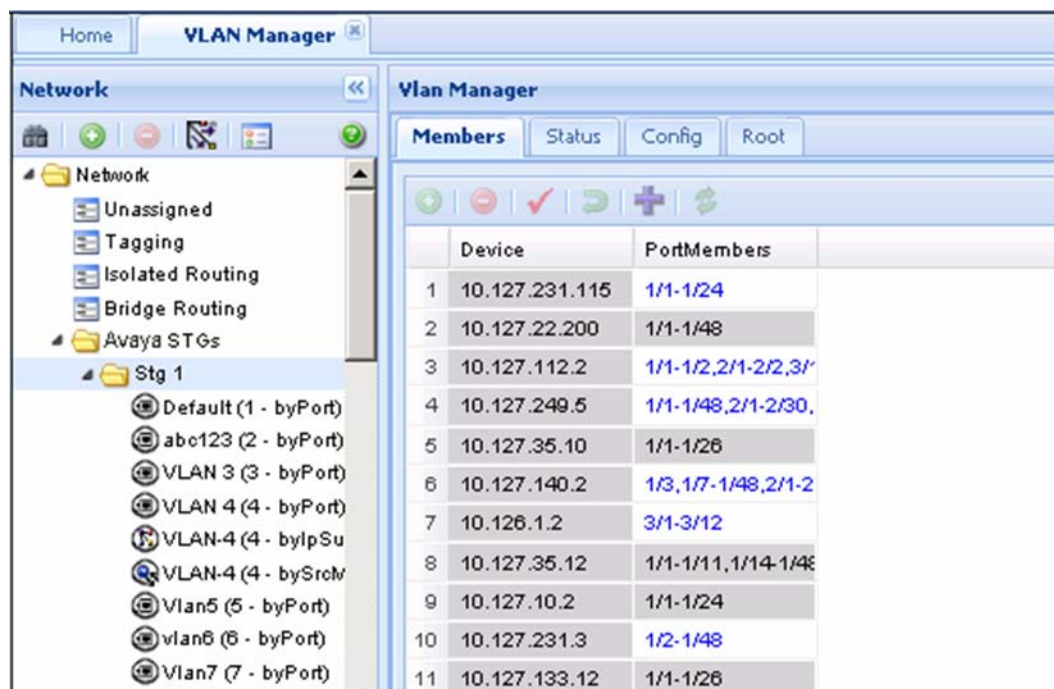 Home VLAN Manager
Network
Vlan Manager
Members Status Config Root
Network
Unassigned
Tagging
Isolated Routing
Bridge Routing
Avaya STGs
Stg 1
Default (1 - byPort)
abc123 (2 - byPort)
VLAN 3 (3 - byPort)
VLAN 4 (4 - byPort)
VLAN-4 (4 - byIpSu
VLAN-4 (4 - bySrcM
Vlan5 (5 - byPort)
vlan6 (6 - byPort)
Vlan7 (7 - byPort)
Device PortMembers
1 10.127.231.115 1/1-1/24
2 10.127.22.200 1/1-1/48
3 10.127.112.2 1/1-1/2,2/1-2/2,3/
4 10.127.249.5 1/1-1/48,2/1-2/30,
5 10.127.35.10 1/1-1/26
6 10.127.140.2 1/3,1/7-1/48,2/1-2
7 10.126.1.2 3/1-3/12
8 10.127.35.12 1/1-1/11,1/14-1/48
9 10.127.10.2 1/1-1/24
10 10.127.231.3 1/2-1/48
11 10.127.133.12 1/1-1/26